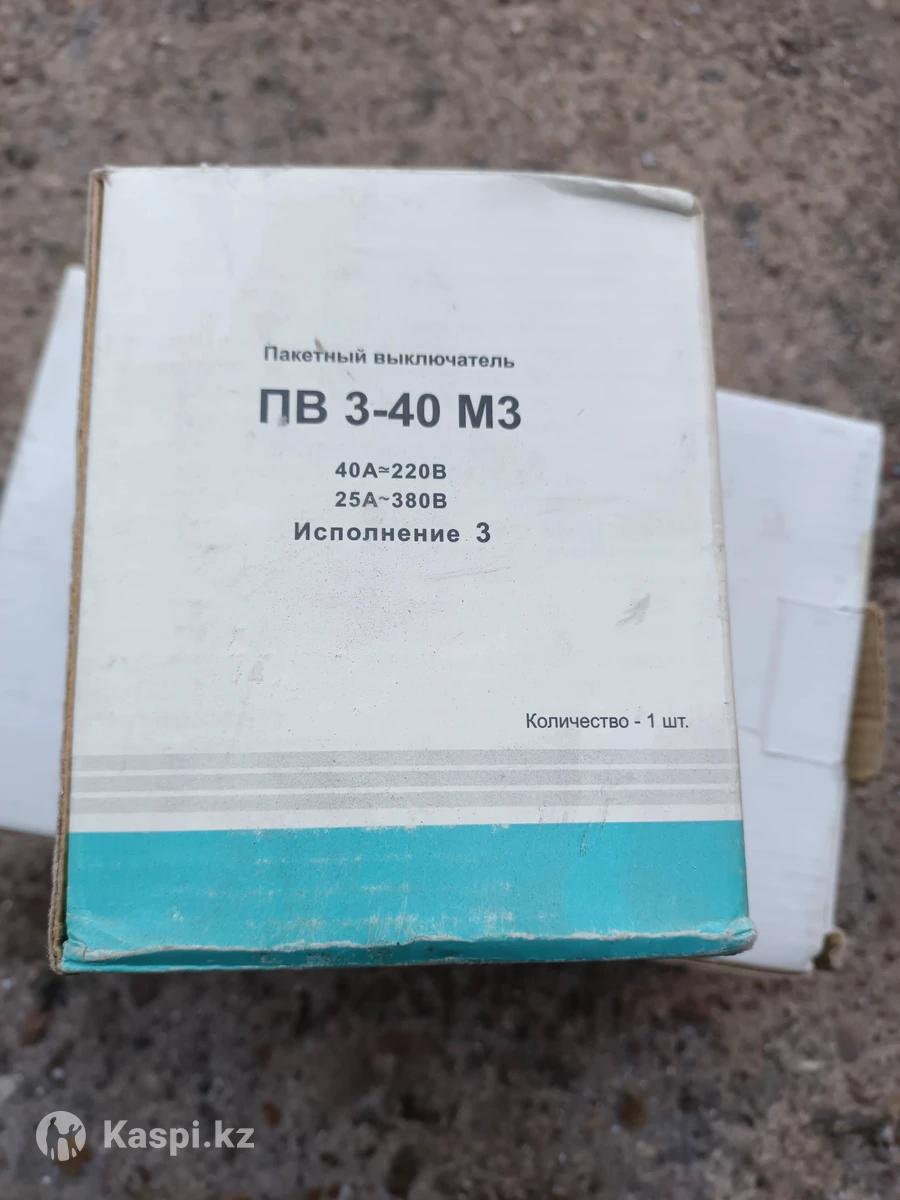 Пакетный выключатель
ПВ 3-40 М3
40А≃220В
25А~380В
Исполнение 3
Количество - 1 шт.
Kaspi.kz